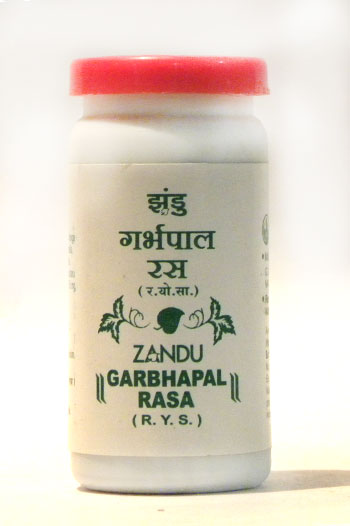 झंडु
गर्भपाल
रस
(र.यो.सा.)
ZANDU
GARBHAPAL
RASA
(R. Y. S.)